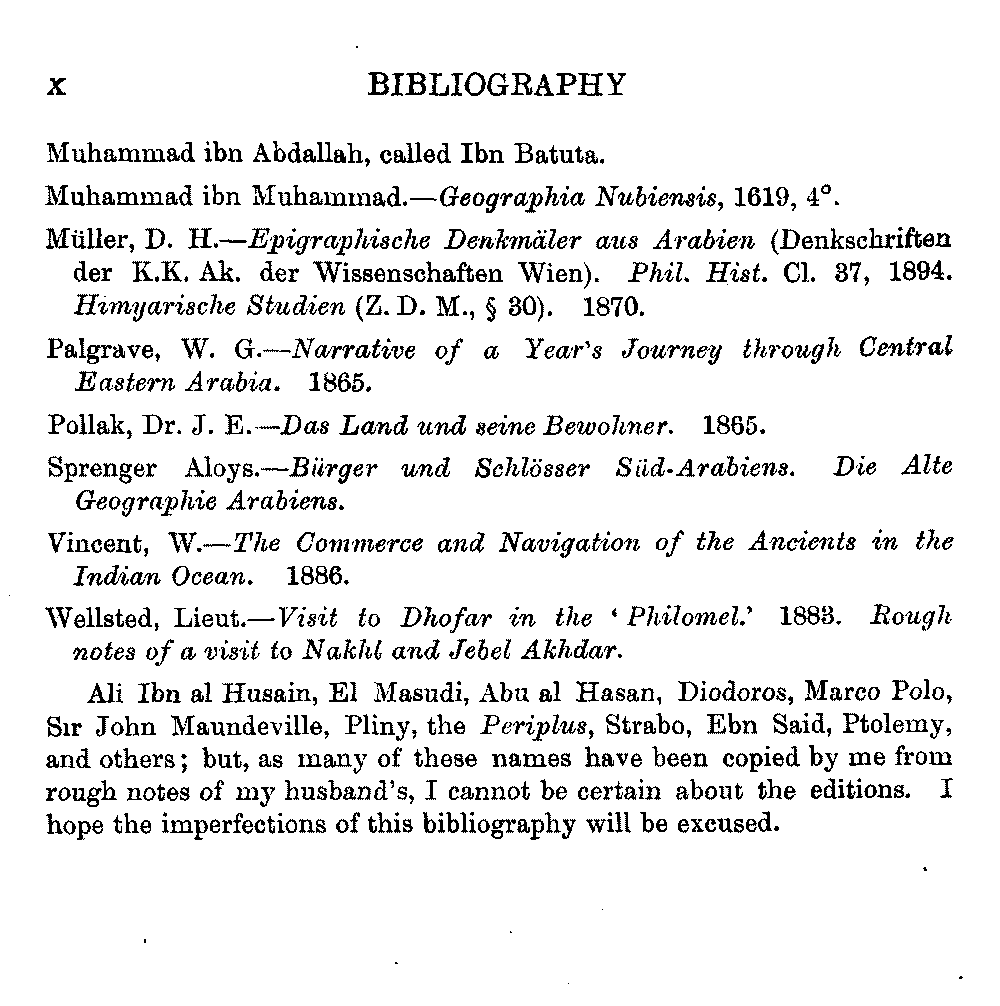 x BIBLIOGRAPHY
Muhammad ibn Abdallah, called Ibn Batuta.
Muhammad ibn Muhammad.—Geographia Nubiensis, 1619, 4°.
Müller, D. H.—Epigraphische Denkmäler aus Arabien (Denkschriften
der K.K. Ak. der Wissenschaften Wien). Phil. Hist. Cl. 37, 1894.
Himyarische Studien (Z. D. M., § 30). 1870.
Palgrave, W. G.—Narrative of a Year's Journey through Central
Eastern Arabia. 1865.
Pollak, Dr. J. E.—Das Land und seine Bewohner. 1865.
Sprenger Aloys.—Bürger und Schlösser Süd-Arabiens. Die Alte
Geographie Arabiens.
Vincent, W.—The Commerce and Navigation of the Ancients in the
Indian Ocean. 1886.
Wellsted, Lieut.—Visit to Dhofar in the ‘ Philomel.’ 1883. Rough
notes of a visit to Nakhl and Jebel Akhdar.
Ali Ibn al Husain, El Masudi, Abu al Hasan, Diodoros, Marco Polo,
Sir John Maundeville, Pliny, the Periplus, Strabo, Ebn Said, Ptolemy,
and others; but, as many of these names have been copied by me from
rough notes of my husband's, I cannot be certain about the editions. I
hope the imperfections of this bibliography will be excused.